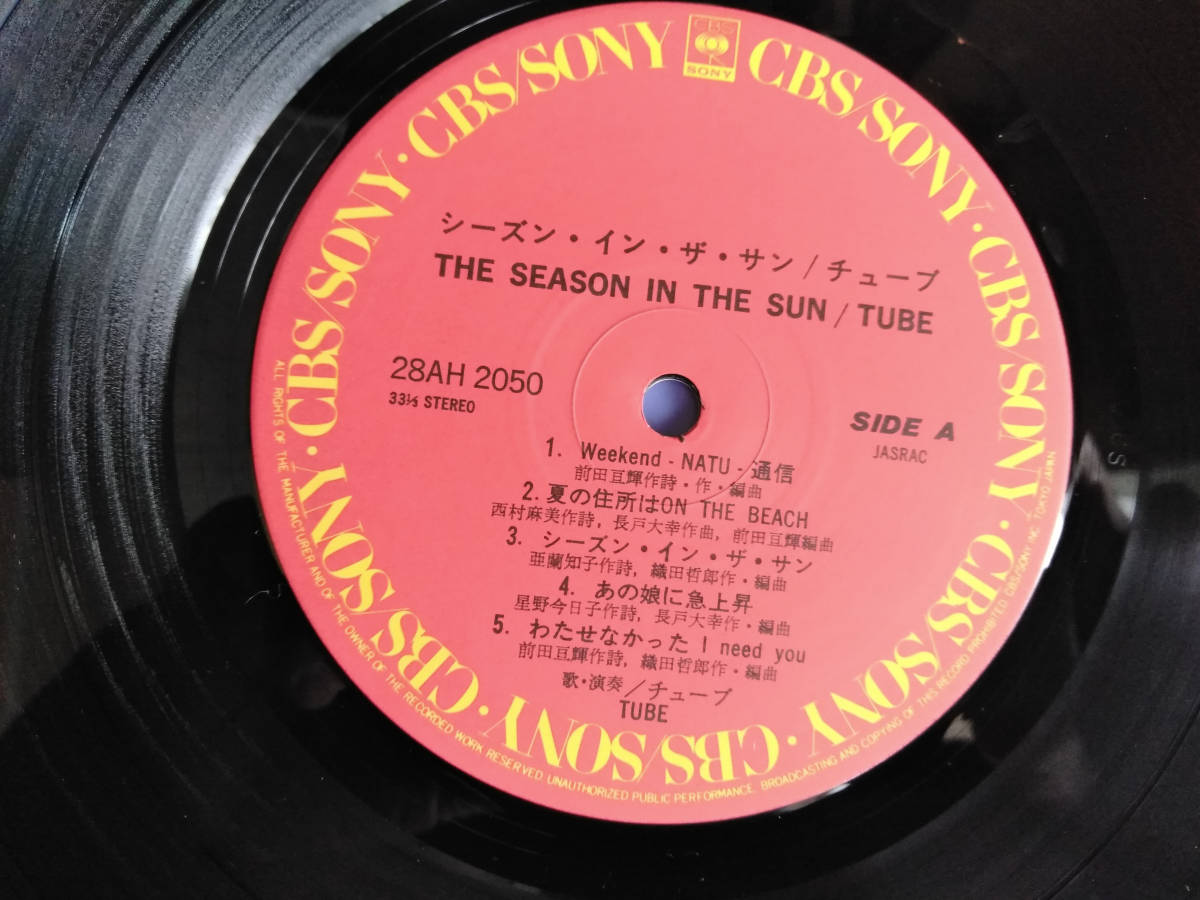 CBS/SONY · CBS/SONY · CBS/SONY · CBS/SONY · CBS/SONY · CBS/SONY · CBS/SONY · CBS/SONY
CBS
SONY
シーズン・イン・ザ・サン/チューブ
THE SEASON IN THE SUN / TUBE
28AH 2050
33⅓ STEREO
SIDE A
JASRAC
1. Weekend - NATU - 通信
前田亘輝作詩・作・編曲
2. 夏の住所はON THE BEACH
西村麻美作詩, 長戸大幸作曲, 前田亘輝編曲
3. シーズン・イン・ザ・サン
亜蘭知子作詩, 織田哲郎作・編曲
4. あの娘に急上昇
星野今日子作詩, 長戸大幸作・編曲
5. わたせなかった I need you
前田亘輝作詩, 織田哲郎作・編曲
歌・演奏/チューブ
TUBE
ALL RIGHTS OF THE MANUFACTURER AND OF THE OWNER OF THE RECORDED WORK RESERVED. UNAUTHORIZED PUBLIC PERFORMANCE, BROADCASTING AND COPYING OF THIS RECORD PROHIBITED CBS/SONY INC. TOKYO JAPAN